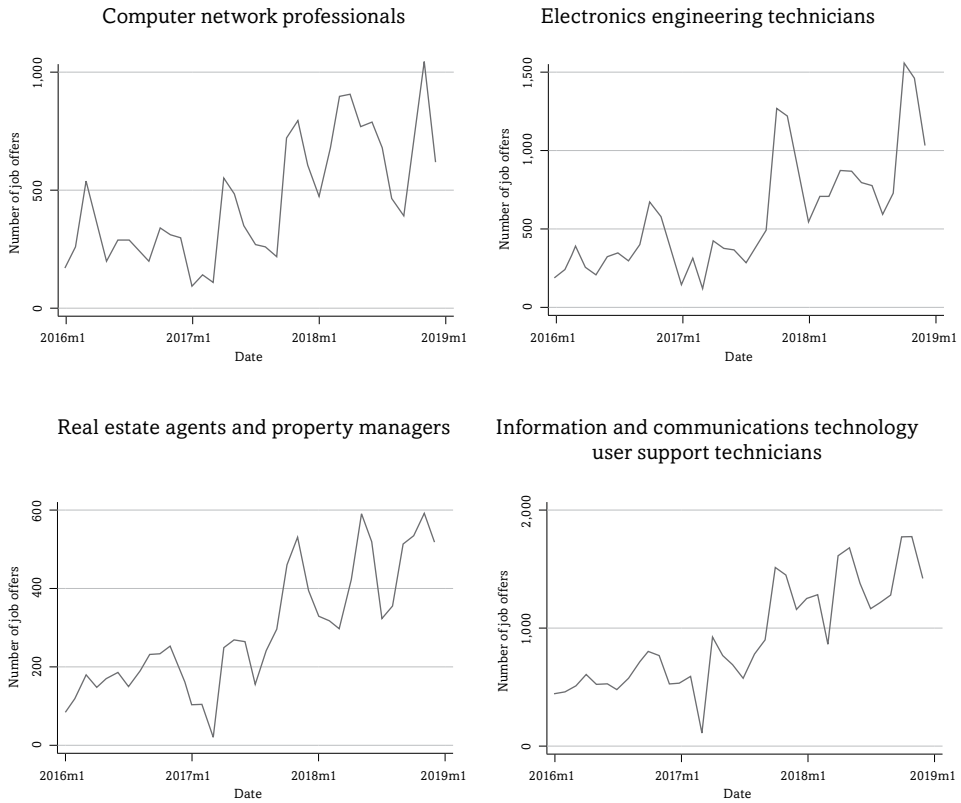 Computer network professionals
Number of job offers
1,000
500
0
2016m1 2017m1 2018m1 2019m1
Date
Electronics engineering technicians
Number of job offers
1,500
1,000
500
0
2016m1 2017m1 2018m1 2019m1
Date
Real estate agents and property managers
Number of job offers
600
400
200
0
2016m1 2017m1 2018m1 2019m1
Date
Information and communications technology
user support technicians
Number of job offers
2,000
1,000
0
2016m1 2017m1 2018m1 2019m1
Date